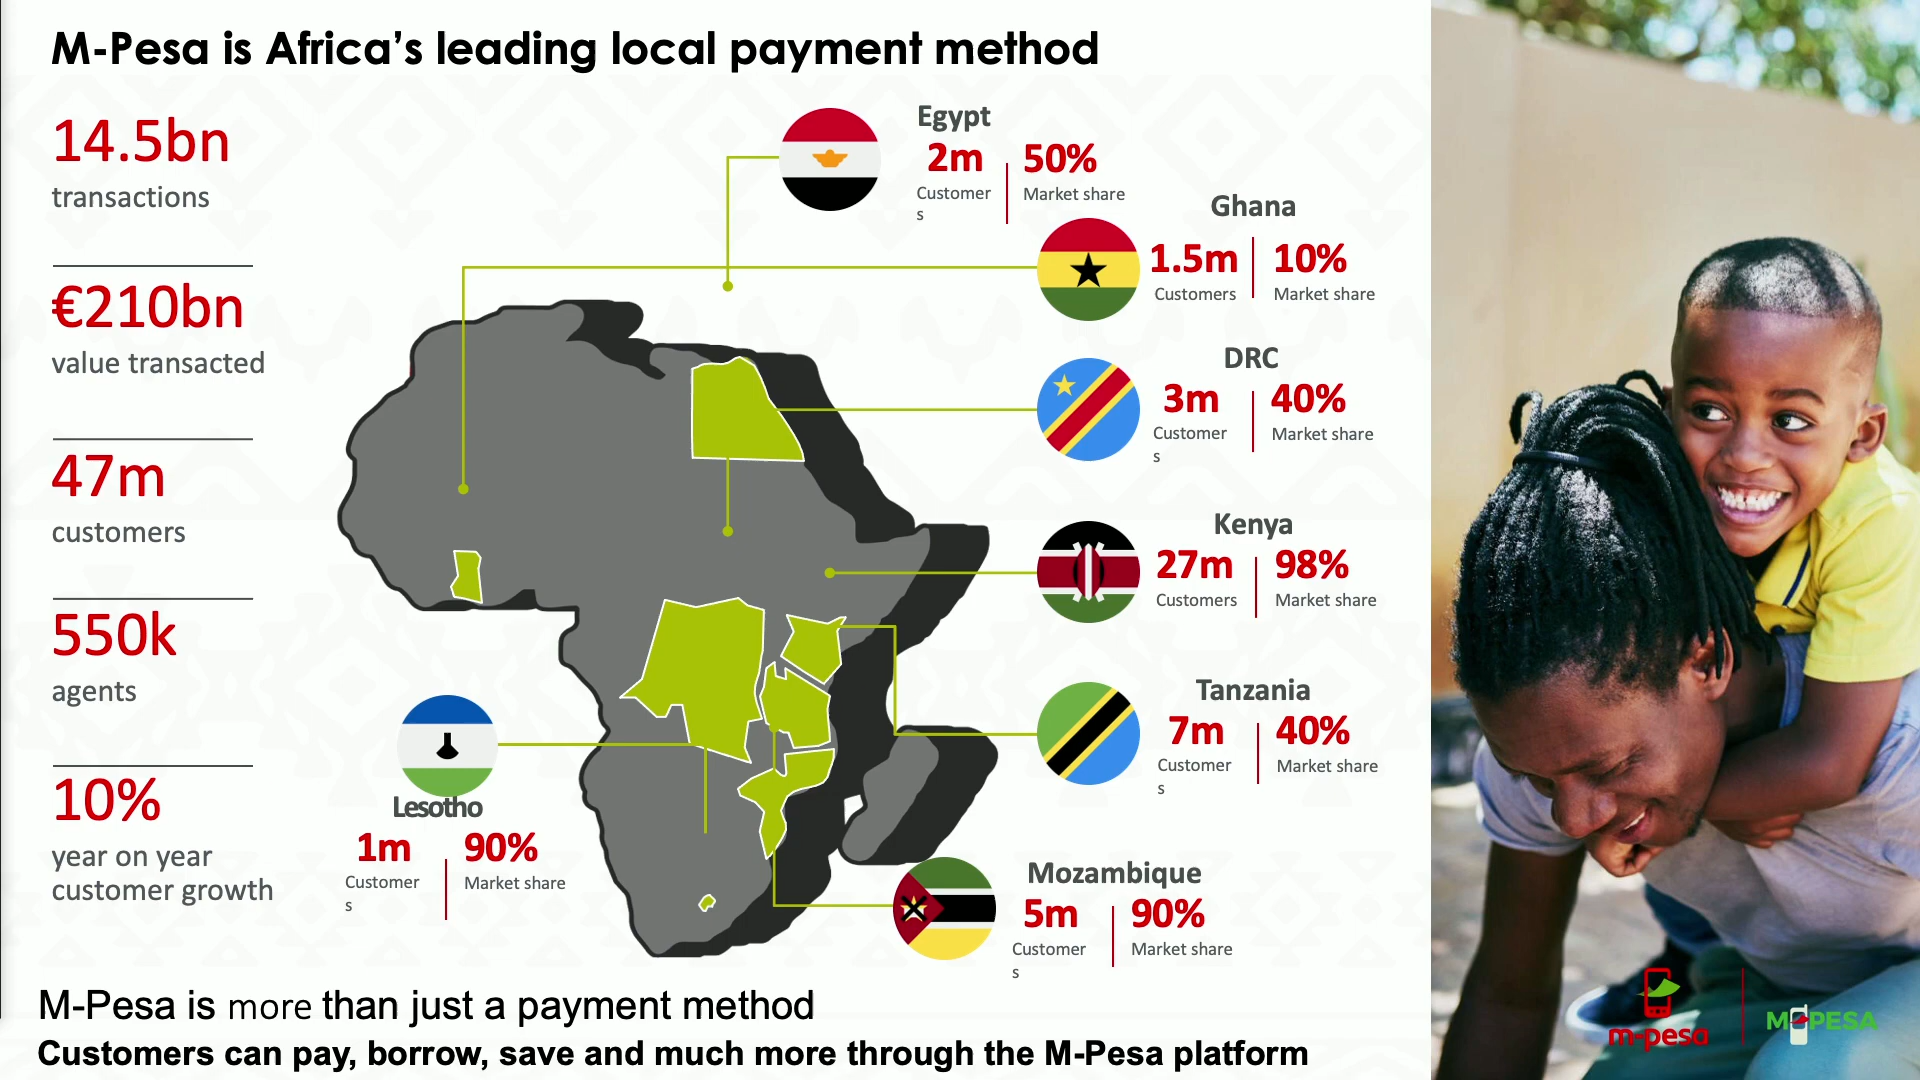 M-Pesa is Africa’s leading local payment method
14.5bn
transactions
€210bn
value transacted
47m
customers
550k
agents
10%
year on year
customer growth
Egypt
2m
Customer
s
50%
Market share
Ghana
1.5m
Customers
10%
Market share
DRC
3m
Customer
s
40%
Market share
Kenya
27m
Customers
98%
Market share
Tanzania
7m
Customer
s
40%
Market share
Lesotho
1m
Customer
s
90%
Market share
Mozambique
5m
Customer
s
90%
Market share
M-Pesa is more than just a payment method
Customers can pay, borrow, save and much more through the M-Pesa platform
m-pesa
M-PESA